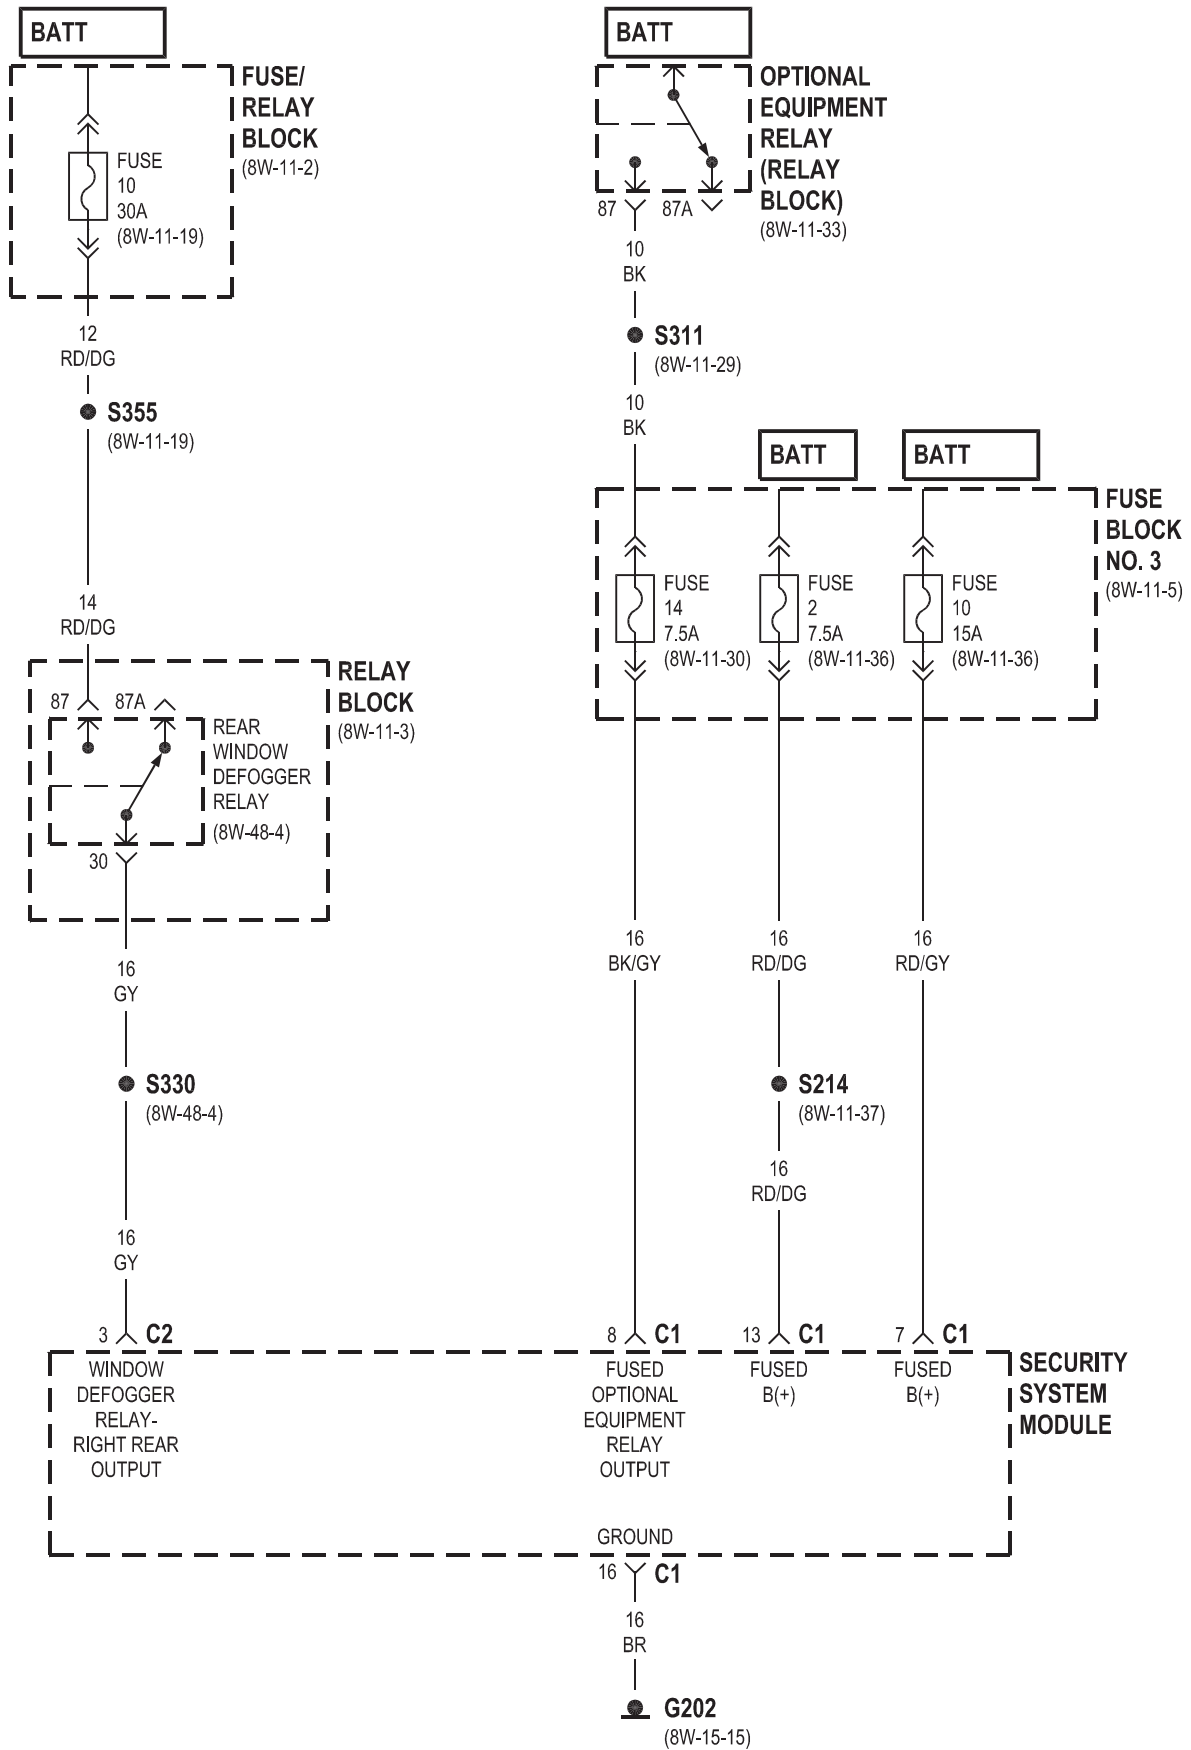 BATT
FUSE/
RELAY
BLOCK
(8W-11-2)
FUSE
10
30A
(8W-11-19)
12
RD/DG
S355
(8W-11-19)
14
RD/DG
RELAY
BLOCK
(8W-11-3)
87
87A
REAR
WINDOW
DEFOGGER
RELAY
(8W-48-4)
30
16
GY
S330
(8W-48-4)
16
GY
3
C2
BATT
OPTIONAL
EQUIPMENT
RELAY
(RELAY
BLOCK)
(8W-11-33)
87
87A
10
BK
S311
(8W-11-29)
10
BK
BATT
BATT
FUSE
BLOCK
NO. 3
(8W-11-5)
FUSE
14
7.5A
(8W-11-30)
FUSE
2
7.5A
(8W-11-36)
FUSE
10
15A
(8W-11-36)
16
BK/GY
16
RD/DG
16
RD/GY
S214
(8W-11-37)
16
RD/DG
8
C1
13
C1
7
C1
WINDOW
DEFOGGER
RELAY-
RIGHT REAR
OUTPUT
FUSED
OPTIONAL
EQUIPMENT
RELAY
OUTPUT
FUSED
B(+)
FUSED
B(+)
SECURITY
SYSTEM
MODULE
GROUND
16
C1
16
BR
G202
(8W-15-15)